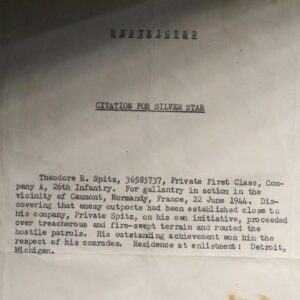 RESTRICTED
CITATION FOR SILVER STAR
Theodore R. Spitz, 36585737, Private First Class, Com-
pany A, 26th Infantry. For gallantry in action in the
vicinity of Caumont, Normandy, France, 22 June 1944. Dis-
covering that enemy outposts had been established close to
his company, Private Spitz, on his own initiative, proceeded
over treacherous and fire-swept terrain and routed the
hostile patrols. His outstanding achievement won him the
respect of his comrades. Residence at enlistment: Detroit,
Michigan.